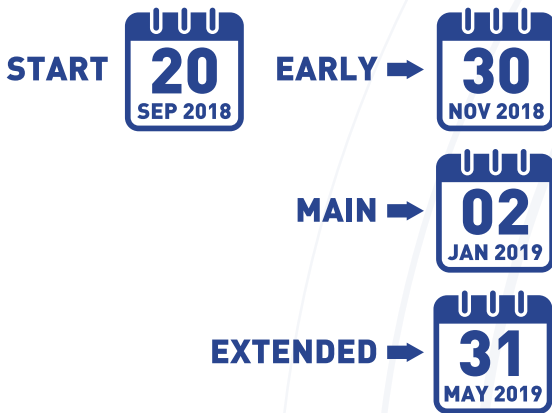 START
20
SEP 2018
EARLY
30
NOV 2018
MAIN
02
JAN 2019
EXTENDED
31
MAY 2019